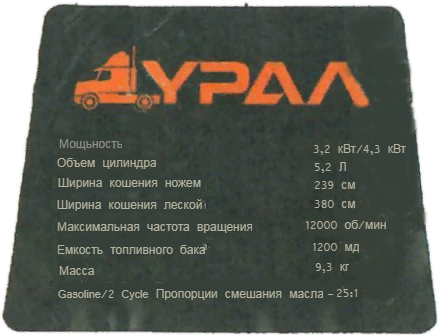 УРАЛ
Мощьность 3,2 кВт/4,3 кВт
Объем цилиндра 5,2 Л
Ширина кошения ножем 239 см
Ширина кошения леской 380 см
Максимальная частота вращения 12000 об/мин
Емкость топливного бака 1200 мд
Масса 9,3 кг
Gasoline/2 Cycle Пропорции смешания масла – 25:1